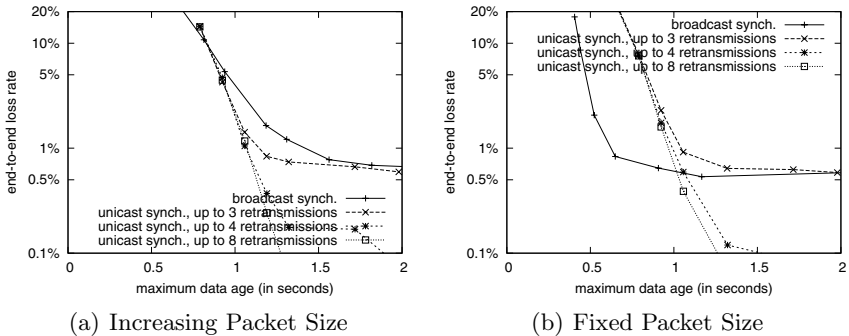 20%
10%
5%
1%
0.5%
0.1%
end-to-end loss rate
broadcast synch.
unicast synch., up to 3 retransmissions
unicast synch., up to 4 retransmissions
unicast synch., up to 8 retransmissions
0 0.5 1 1.5 2
maximum data age (in seconds)
(a) Increasing Packet Size
20%
10%
5%
1%
0.5%
0.1%
end-to-end loss rate
broadcast synch.
unicast synch., up to 3 retransmissions
unicast synch., up to 4 retransmissions
unicast synch., up to 8 retransmissions
0 0.5 1 1.5 2
maximum data age (in seconds)
(b) Fixed Packet Size